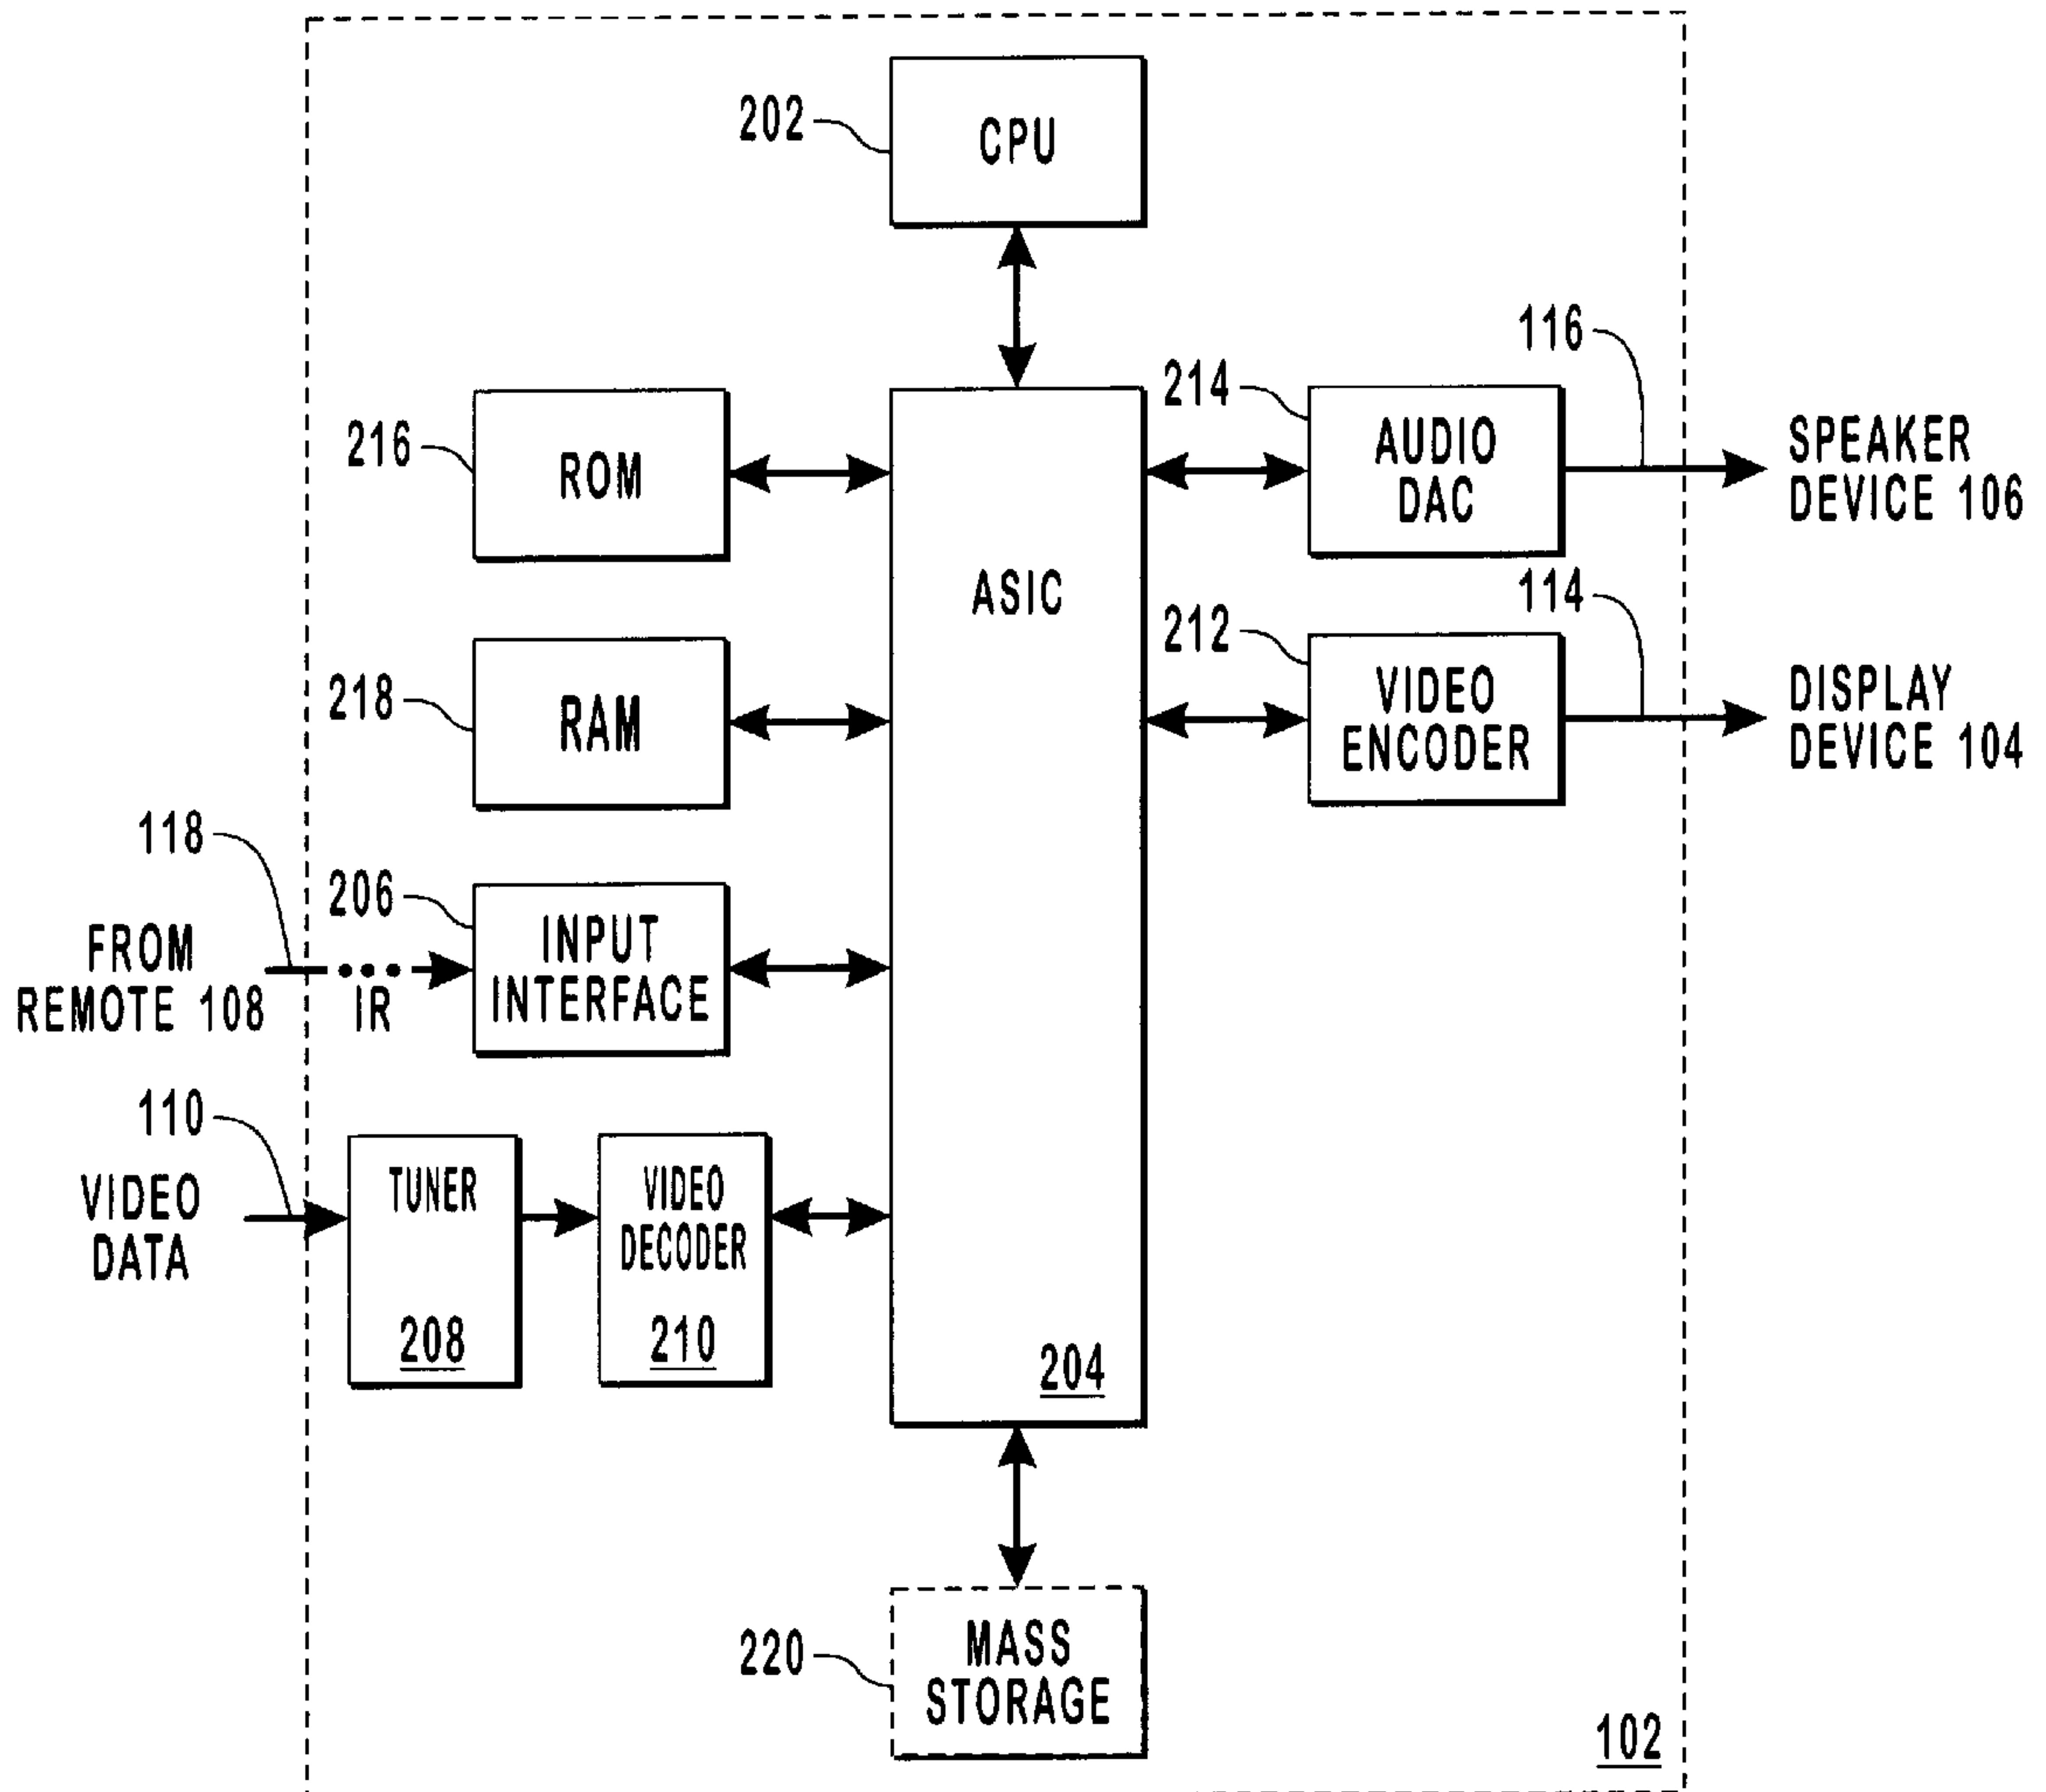 202
CPU
116
214
AUDIO
DAC
SPEAKER
DEVICE 106
216
ROM
ASIC
114
212
VIDEO
ENCODER
DISPLAY
DEVICE 104
218
RAM
118
206
INPUT
INTERFACE
FROM
REMOTE 108
IR
110
VIDEO
DATA
TUNER
208
VIDEO
DECODER
210
204
220
MASS
STORAGE
102